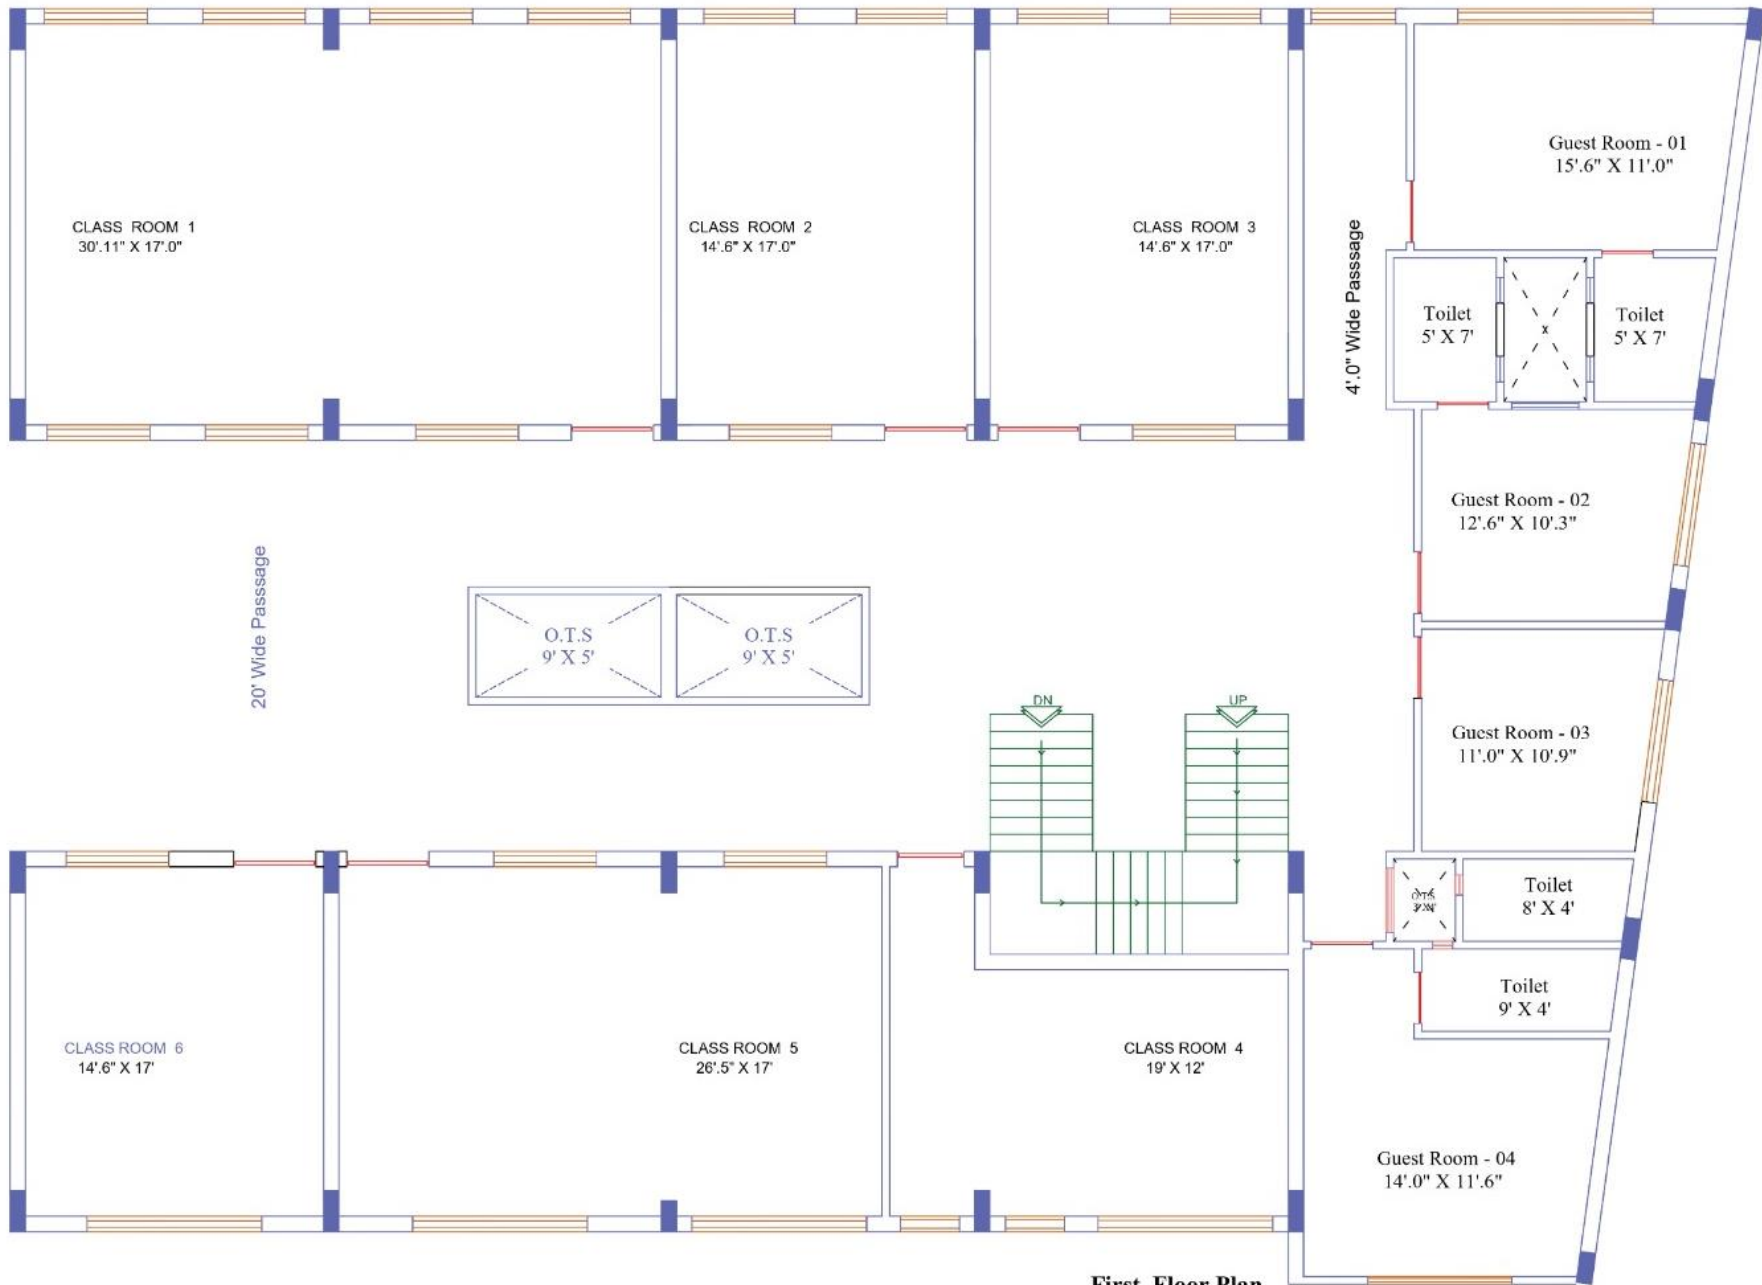 Guest Room - 01
15'.6" X 11'.0"
CLASS ROOM 1
30'.11" X 17'.0"
CLASS ROOM 2
14'.6" X 17'.0"
CLASS ROOM 3
14'.6" X 17'.0"
4'.0" Wide Passsage
Toilet
5' X 7'
x
Toilet
5' X 7'
Guest Room - 02
12'.6" X 10'.3"
20' Wide Passsage
O.T.S
9' X 5'
O.T.S
9' X 5'
DN
UP
Guest Room - 03
11'.0" X 10'.9"
Toilet
8' X 4'
O.T.S
Toilet
9' X 4'
CLASS ROOM 6
14'.6" X 17'
CLASS ROOM 5
26'.5" X 17'
CLASS ROOM 4
19' X 12'
Guest Room - 04
14'.0" X 11'.6"
First Floor Plan